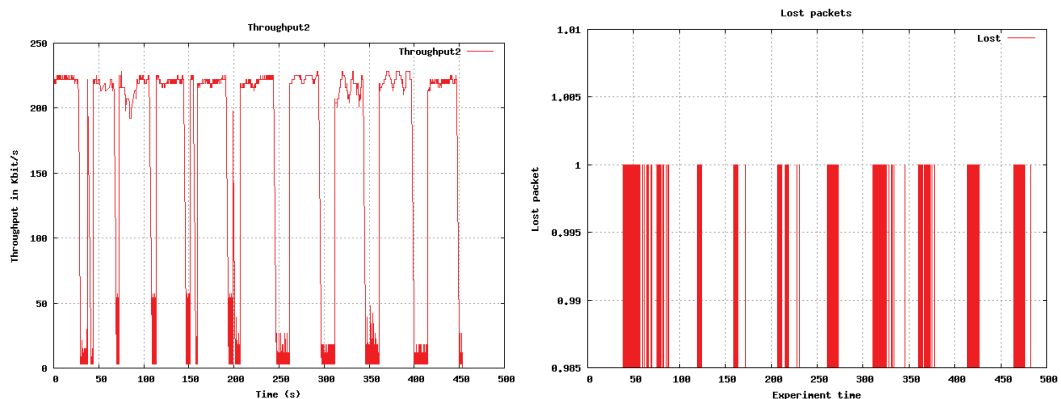 Throughput2
Throughput in Kbit/s
250
200
150
100
50
0
Throughput2
0 50 100 150 200 250 300 350 400 450 500
Time (s)
Lost packets
Lost packet
1.01
1.005
1
0.995
0.99
0.985
Lost
0 50 100 150 200 250 300 350 400 450 500
Experiment time